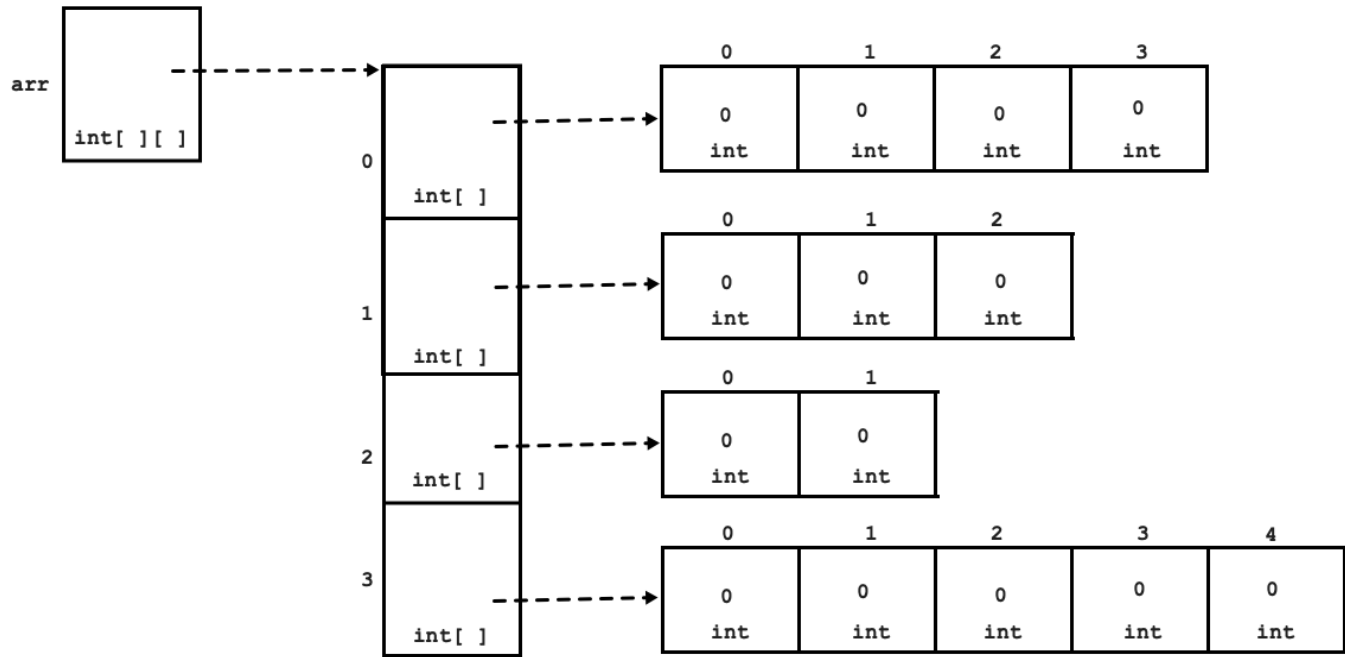 arr
int[ ][ ]
0
int[ ]
0 1 2 3
0 0 0 0
int int int int
1
int[ ]
0 1 2
0 0 0
int int int
2
int[ ]
0 1
0 0
int int
3
int[ ]
0 1 2 3 4
0 0 0 0 0
int int int int int